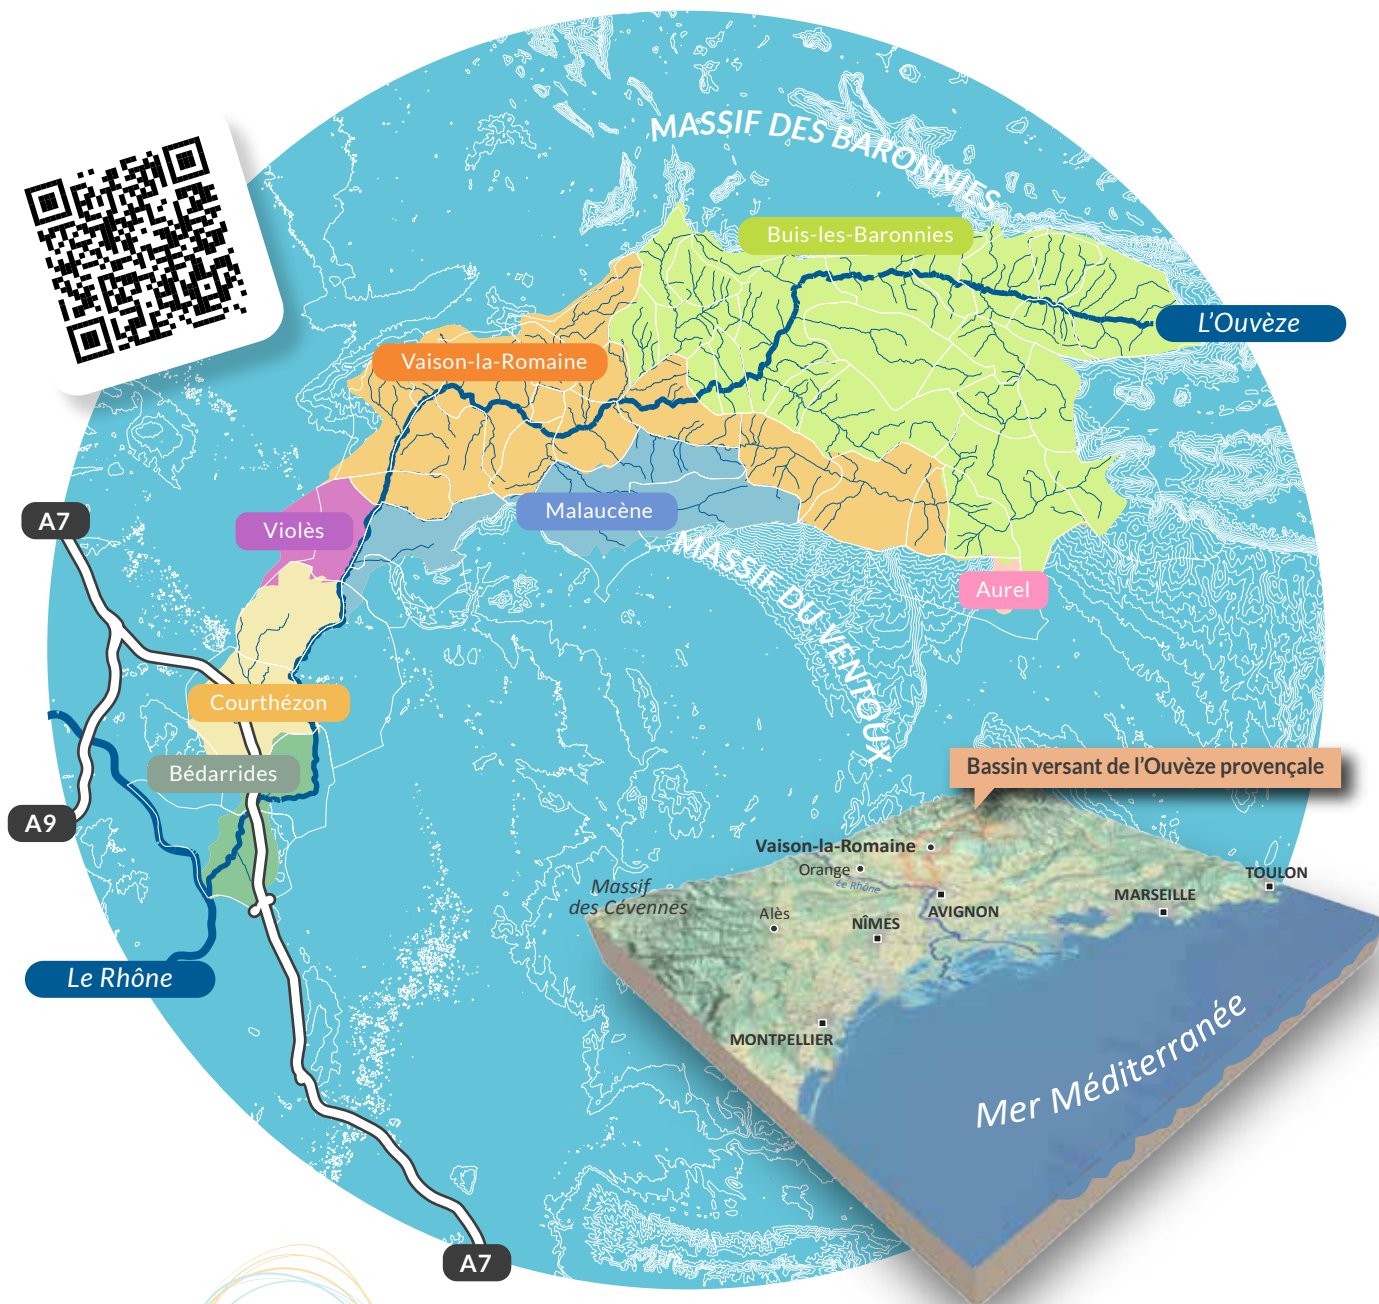 MASSIF DES BARONNIES
Buis-les-Baronnies
L'Ouvèze
Vaison-la-Romaine
A7
Violès
Malaucène
MASSIF DU VENTOUX
Aurel
Courthézon
Bédarrides
A9
Le Rhône
A7
Bassin versant de l'Ouvèze provençale
Vaison-la-Romaine
Orange
Le Rhône
Massif
des Cévennes
Alès
NÎMES
AVIGNON
MARSEILLE
TOULON
MONTPELLIER
Mer Méditerranée